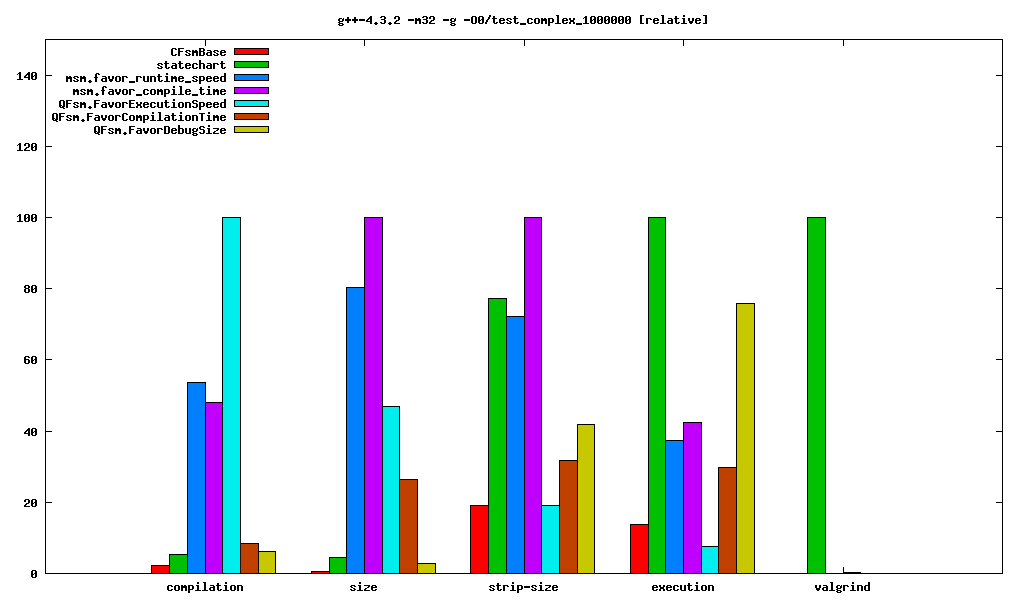 g++-4.3.2 -m32 -g -O0/test_complex_1000000 [relative]
CFsmBase
statechart
msm.favor_runtime_speed
msm.favor_compile_time
QFsm.FavorExecutionSpeed
QFsm.FavorCompilationTime
QFsm.FavorDebugSize
140
120
100
80
60
40
20
0
compilation size strip-size execution valgrind